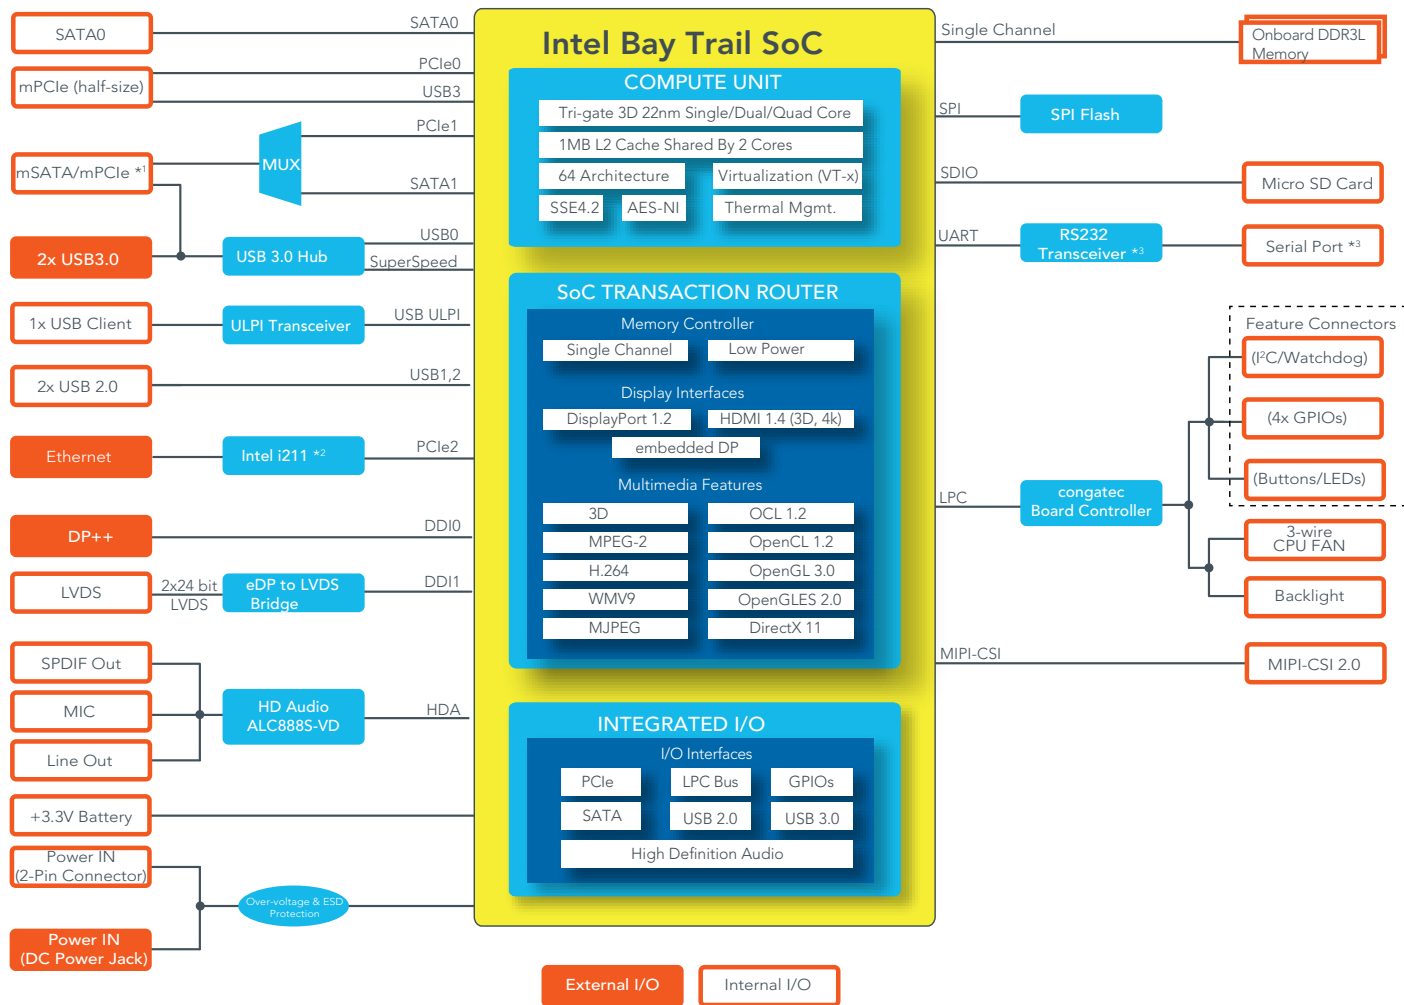 SATA0
mPCIe (half-size)
mSATA/mPCIe *1
2x USB3.0
1x USB Client
2x USB 2.0
Ethernet
DP++
LVDS
SPDIF Out
MIC
Line Out
+3.3V Battery
Power IN
(2-Pin Connector)
Power IN
(DC Power Jack)
MUX
USB 3.0 Hub
ULPI Transceiver
Intel i211 *2
2x24 bit
LVDS
eDP to LVDS
Bridge
HD Audio
ALC888S-VD
Over-voltage & ESD
Protection
SATA0
PCIe0
USB3
PCIe1
SATA1
USB0
SuperSpeed
USB ULPI
USB1,2
PCIe2
DDI0
DDI1
HDA
Intel Bay Trail SoC
COMPUTE UNIT
Tri-gate 3D 22nm Single/Dual/Quad Core
1MB L2 Cache Shared By 2 Cores
64 Architecture
Virtualization (VT-x)
SSE4.2
AES-NI
Thermal Mgmt.
SoC TRANSACTION ROUTER
Memory Controller
Single Channel
Low Power
Display Interfaces
DisplayPort 1.2
HDMI 1.4 (3D, 4k)
embedded DP
Multimedia Features
3D
OCL 1.2
MPEG-2
OpenCL 1.2
H.264
OpenGL 3.0
WMV9
OpenGLES 2.0
MJPEG
DirectX 11
INTEGRATED I/O
I/O Interfaces
PCIe
LPC Bus
GPIOs
SATA
USB 2.0
USB 3.0
High Definition Audio
Single Channel
Onboard DDR3L
Memory
SPI
SPI Flash
SDIO
Micro SD Card
UART
RS232
Transceiver *3
Serial Port *3
Feature Connectors
(I²C/Watchdog)
(4x GPIOs)
(Buttons/LEDs)
LPC
congatec
Board Controller
3-wire
CPU FAN
Backlight
MIPI-CSI
MIPI-CSI 2.0
External I/O
Internal I/O